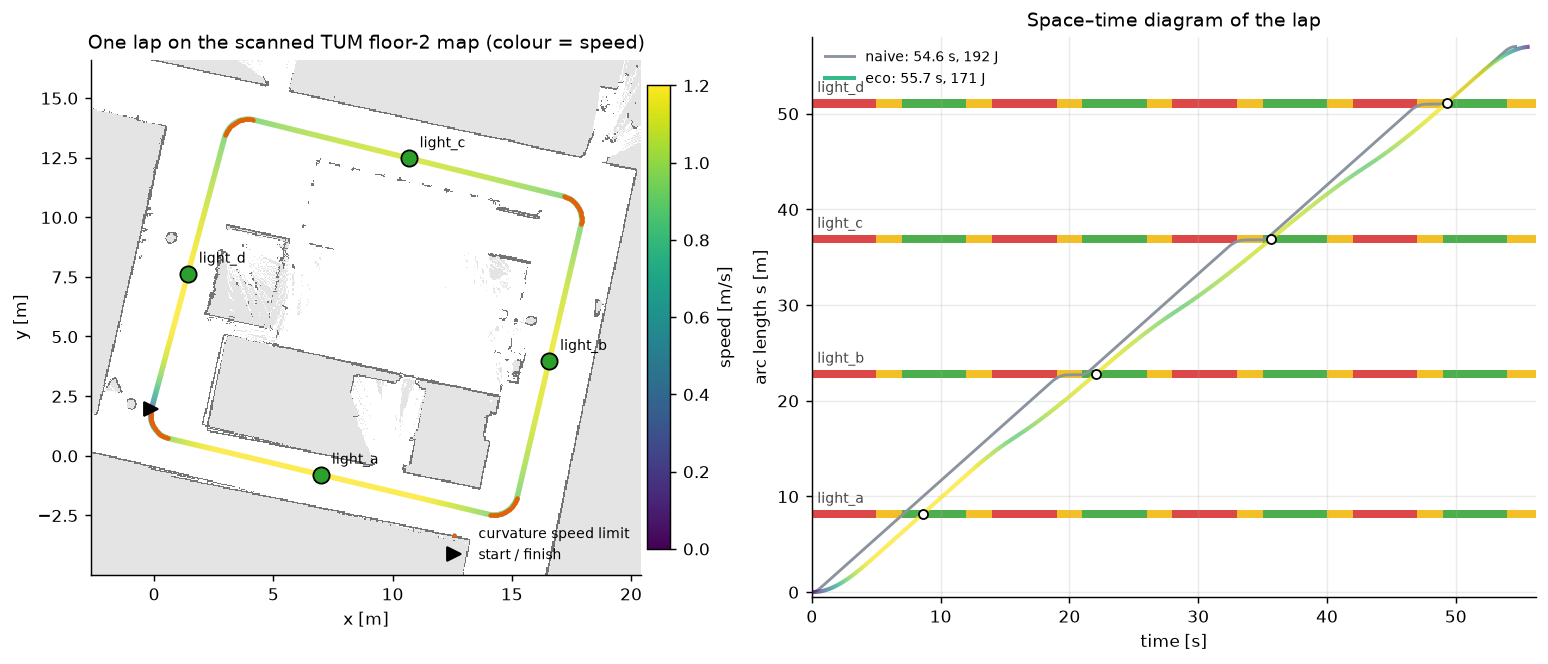 One lap on the scanned TUM floor-2 map (colour = speed)
15.0
12.5
10.0
7.5
5.0
2.5
0.0
−2.5
y [m]
0
5
10
15
20
x [m]
light_c
light_d
light_b
light_a
curvature speed limit
start / finish
1.2
1.0
0.8
0.6
0.4
0.2
0.0
speed [m/s]
Space–time diagram of the lap
naive: 54.6 s, 192 J
eco: 55.7 s, 171 J
light_d
light_c
light_b
light_a
50
40
30
20
10
0
arc length s [m]
0
10
20
30
40
50
time [s]